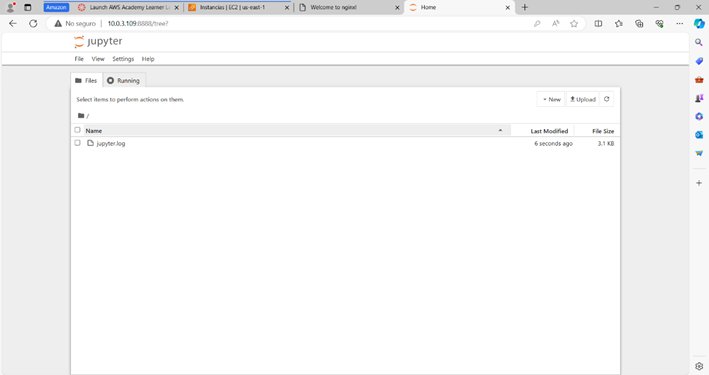 Amazon
Launch AWS Academy Learner La
Instancias | EC2 | us-east-1
Welcome to nginx!
Home
No seguro
10.0.3.109:8888/tree?
jupyter
File View Settings Help
Files
Running
Select items to perform actions on them.
New
Upload
/
Name
Last Modified
File Size
jupyter.log
6 seconds ago
3.1 KB